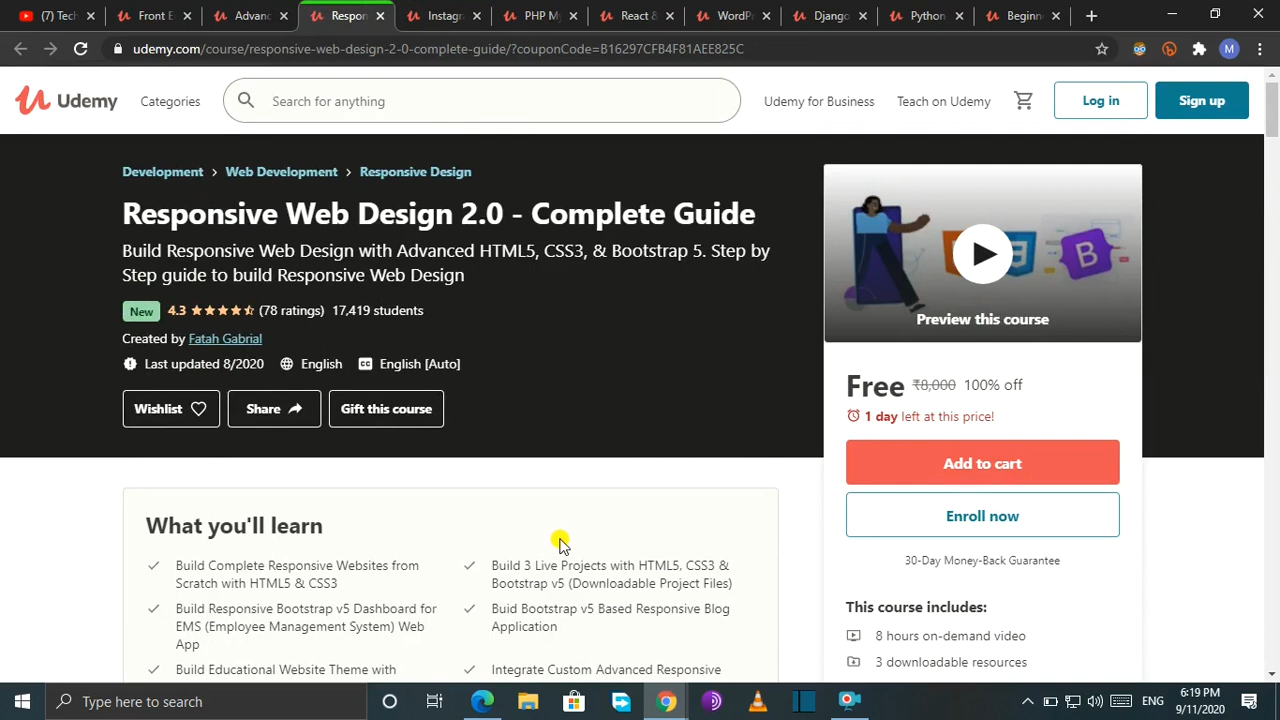 (7) Tech
Front E
Advanc
Respon
Instagr
PHP M
React &
WordPr
Django
Python
Beginne
udemy.com/course/responsive-web-design-2-0-complete-guide/?couponCode=B16297CFB4F81AEE825C
M
Udemy
Categories
Search for anything
Udemy for Business
Teach on Udemy
Log in
Sign up
Development > Web Development > Responsive Design
Responsive Web Design 2.0 - Complete Guide
Build Responsive Web Design with Advanced HTML5, CSS3, & Bootstrap 5. Step by
Step guide to build Responsive Web Design
New 4.3 (78 ratings) 17,419 students
Created by Fatah Gabrial
Last updated 8/2020 English CC English [Auto]
Wishlist
Share
Gift this course
B
Preview this course
Free ₹8,000 100% off
1 day left at this price!
Add to cart
Enroll now
30-Day Money-Back Guarantee
This course includes:
8 hours on-demand video
3 downloadable resources
What you'll learn
Build Complete Responsive Websites from
Scratch with HTML5 & CSS3
Build Responsive Bootstrap v5 Dashboard for
EMS (Employee Management System) Web
App
Build Educational Website Theme with
Build 3 Live Projects with HTML5, CSS3 &
Bootstrap v5 (Downloadable Project Files)
Buid Bootstrap v5 Based Responsive Blog
Application
Integrate Custom Advanced Responsive
Type here to search
ENG
6:19 PM
9/11/2020